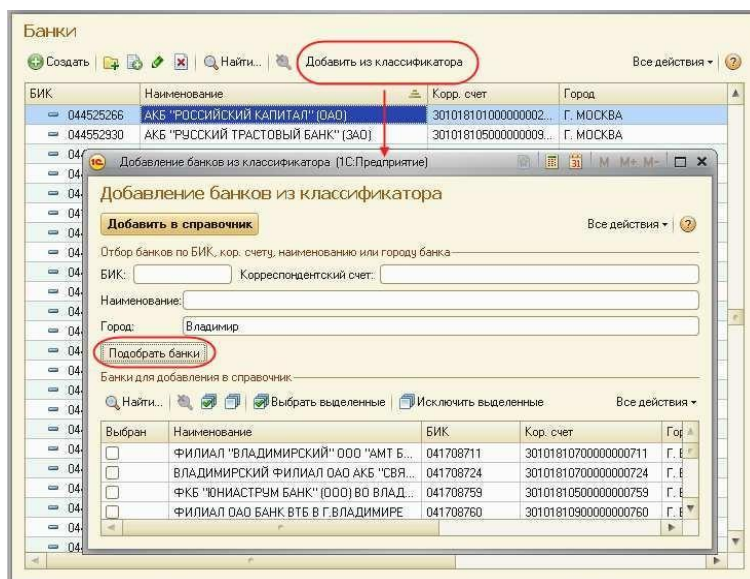 Банки
Создать Найти... Добавить из классификатора Все действия
БИК Наименование Корр. счет Город
044525266 АКБ "РОССИЙСКИЙ КАПИТАЛ" (ОАО) 301018101000000002... Г. МОСКВА
044552930 АКБ "РУССКИЙ ТРАСТОВЫЙ БАНК" (ЗАО) 301018105000000009... Г. МОСКВА
Добавление банков из классификатора (1С:Предприятие) M M+ M-
Добавление банков из классификатора
Добавить в справочник Все действия
Отбор банков по БИК, кор. счету, наименованию или городу банка
БИК: Корреспондентский счет:
Наименование:
Город: Владимир
Подобрать банки
Банки для добавления в справочник
Найти... Выбрать выделенные Исключить выделенные Все действия
Выбран Наименование БИК Кор. счет Гор
ФИЛИАЛ "ВЛАДИМИРСКИЙ" ООО "АМТ Б... 041708711 30101810700000000711 Г. В
ВЛАДИМИРСКИЙ ФИЛИАЛ ОАО АКБ "СВЯ... 041708724 30101810700000000724 Г. В
ФКБ "ЮНИАСТРУМ БАНК" (ООО) ВО ВЛАД... 041708759 30101810500000000759 Г. В
ФИЛИАЛ ОАО БАНК ВТБ В Г.ВЛАДИМИРЕ 041708760 30101810900000000760 Г. В